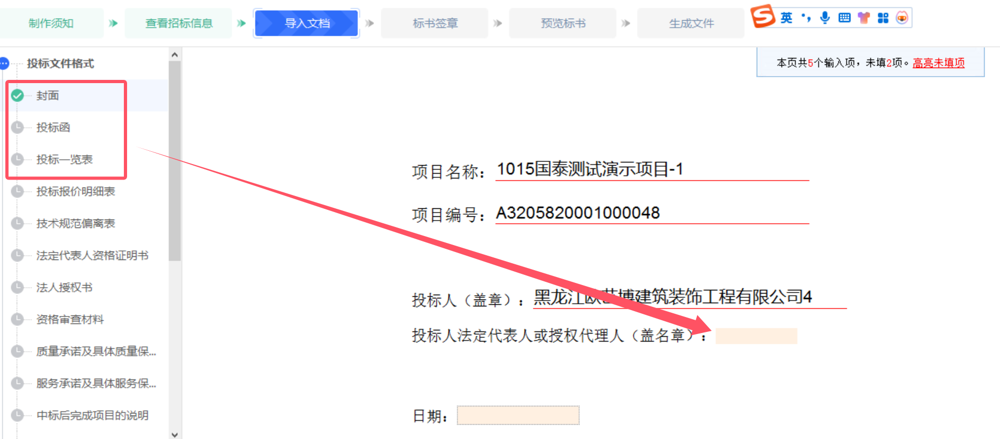 制作须知
查看招标信息
导入文档
标书签章
预览标书
生成文件
英
投标文件格式
本页共5个输入项，未填2项。高亮未填项
封面
投标函
投标一览表
投标报价明细表
技术规范偏离表
法定代表人资格证明书
法人授权书
资格审查材料
质量承诺及具体质量保...
服务承诺及具体服务保...
中标后完成项目的说明
项目名称：1015国泰测试演示项目-1
项目编号：A3205820001000048
投标人（盖章）：黑龙江欧艺博建筑装饰工程有限公司4
投标人法定代表人或授权代理人（盖名章）：
日期：